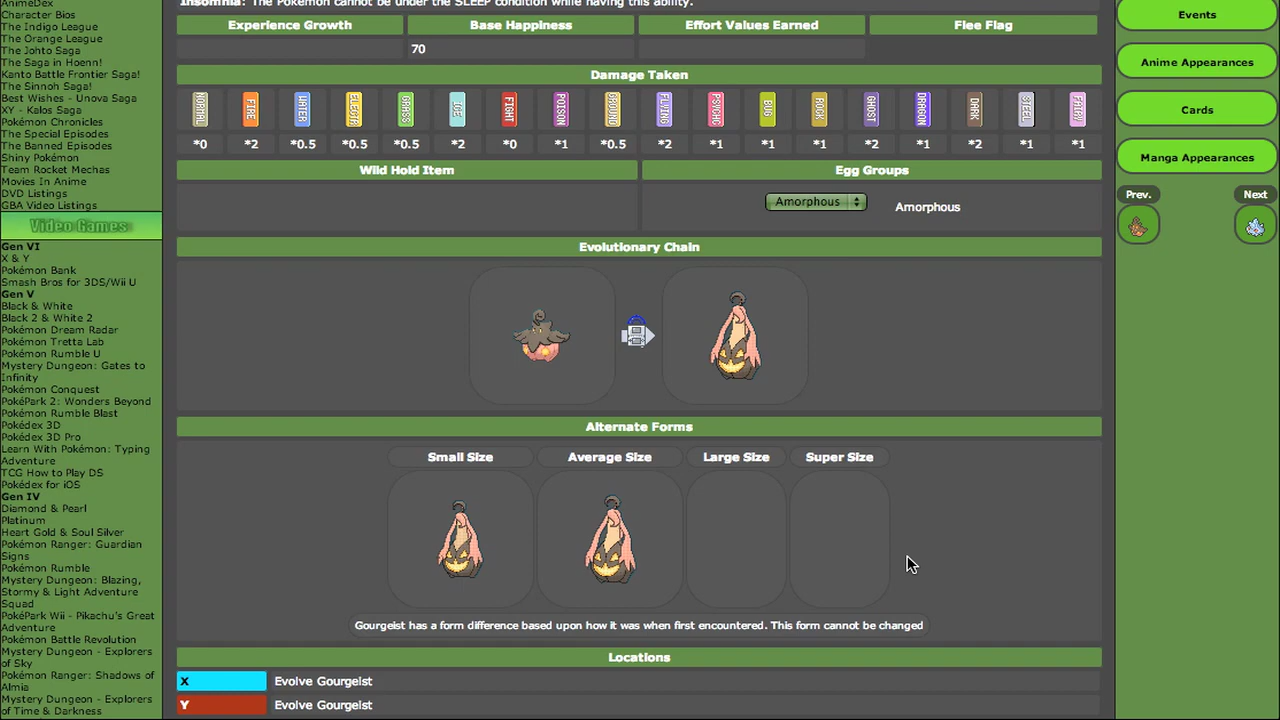 AnimeDex
Character Bios
The Indigo League
The Orange League
The Johto Saga
The Saga in Hoenn!
Kanto Battle Frontier Saga!
The Sinnoh Saga!
Best Wishes - Unova Saga
XY - Kalos Saga
Pokémon Chronicles
The Special Episodes
The Banned Episodes
Shiny Pokémon
Team Rocket Mechas
Movies In Anime
DVD Listings
GBA Video Listings
Video Games
Gen VI
X & Y
Pokémon Bank
Smash Bros for 3DS/Wii U
Gen V
Black & White
Black 2 & White 2
Pokémon Dream Radar
Pokémon Tretta Lab
Pokémon Rumble U
Mystery Dungeon: Gates to
Infinity
Pokémon Conquest
PokéPark 2: Wonders Beyond
Pokémon Rumble Blast
Pokédex 3D
Pokédex 3D Pro
Learn With Pokémon: Typing
Adventure
TCG How to Play DS
Pokédex for iOS
Gen IV
Diamond & Pearl
Platinum
Heart Gold & Soul Silver
Pokémon Ranger: Guardian
Signs
Pokémon Rumble
Mystery Dungeon: Blazing,
Stormy & Light Adventure
Squad
PokéPark Wii - Pikachu's Great
Adventure
Pokémon Battle Revolution
Mystery Dungeon - Explorers
of Sky
Pokémon Ranger: Shadows of
Almia
Mystery Dungeon - Explorers
of Time & Darkness
Insomnia: The Pokémon cannot be under the SLEEP condition while having this ability.
Experience Growth Base Happiness Effort Values Earned Flee Flag
70
Damage Taken
NORMAL FIRE WATER ELECTR GRASS ICE FIGHT POISON GROUND FLYING PSYCHC BUG ROCK GHOST DRAGON DARK STEEL FAIRY
*0 *2 *0.5 *0.5 *0.5 *2 *0 *1 *0.5 *2 *1 *1 *1 *2 *1 *2 *1 *1
Wild Hold Item Egg Groups
Amorphous Amorphous
Evolutionary Chain
Alternate Forms
Small Size Average Size Large Size Super Size
Gourgeist has a form difference based upon how it was when first encountered. This form cannot be changed
Locations
X Evolve Gourgeist
Y Evolve Gourgeist
Events
Anime Appearances
Cards
Manga Appearances
Prev. Next